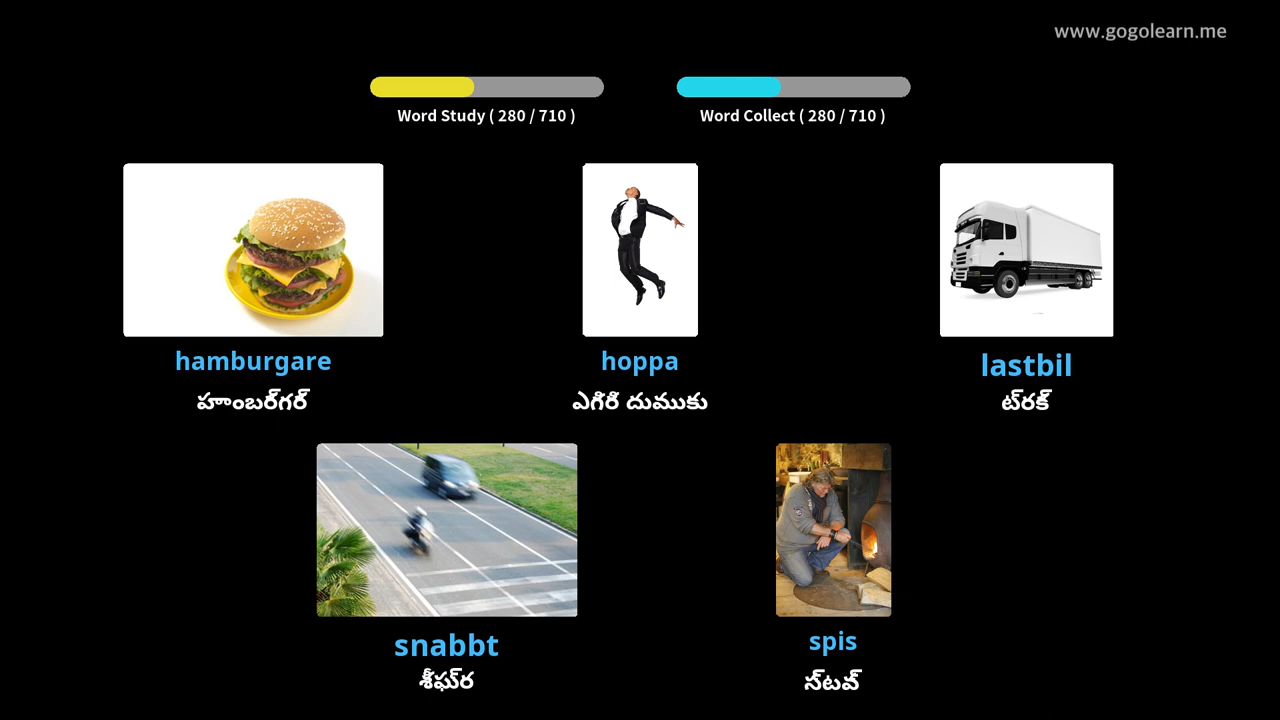 www.gogolearn.me
Word Study ( 280 / 710 )
Word Collect ( 280 / 710 )
hamburgare
hoppa
lastbil
హాంబర్‌గర్
ఎగిరి దుముకు
ట్‌రక్
snabbt
spis
శీఘ్‌ర
స్‌టవ్